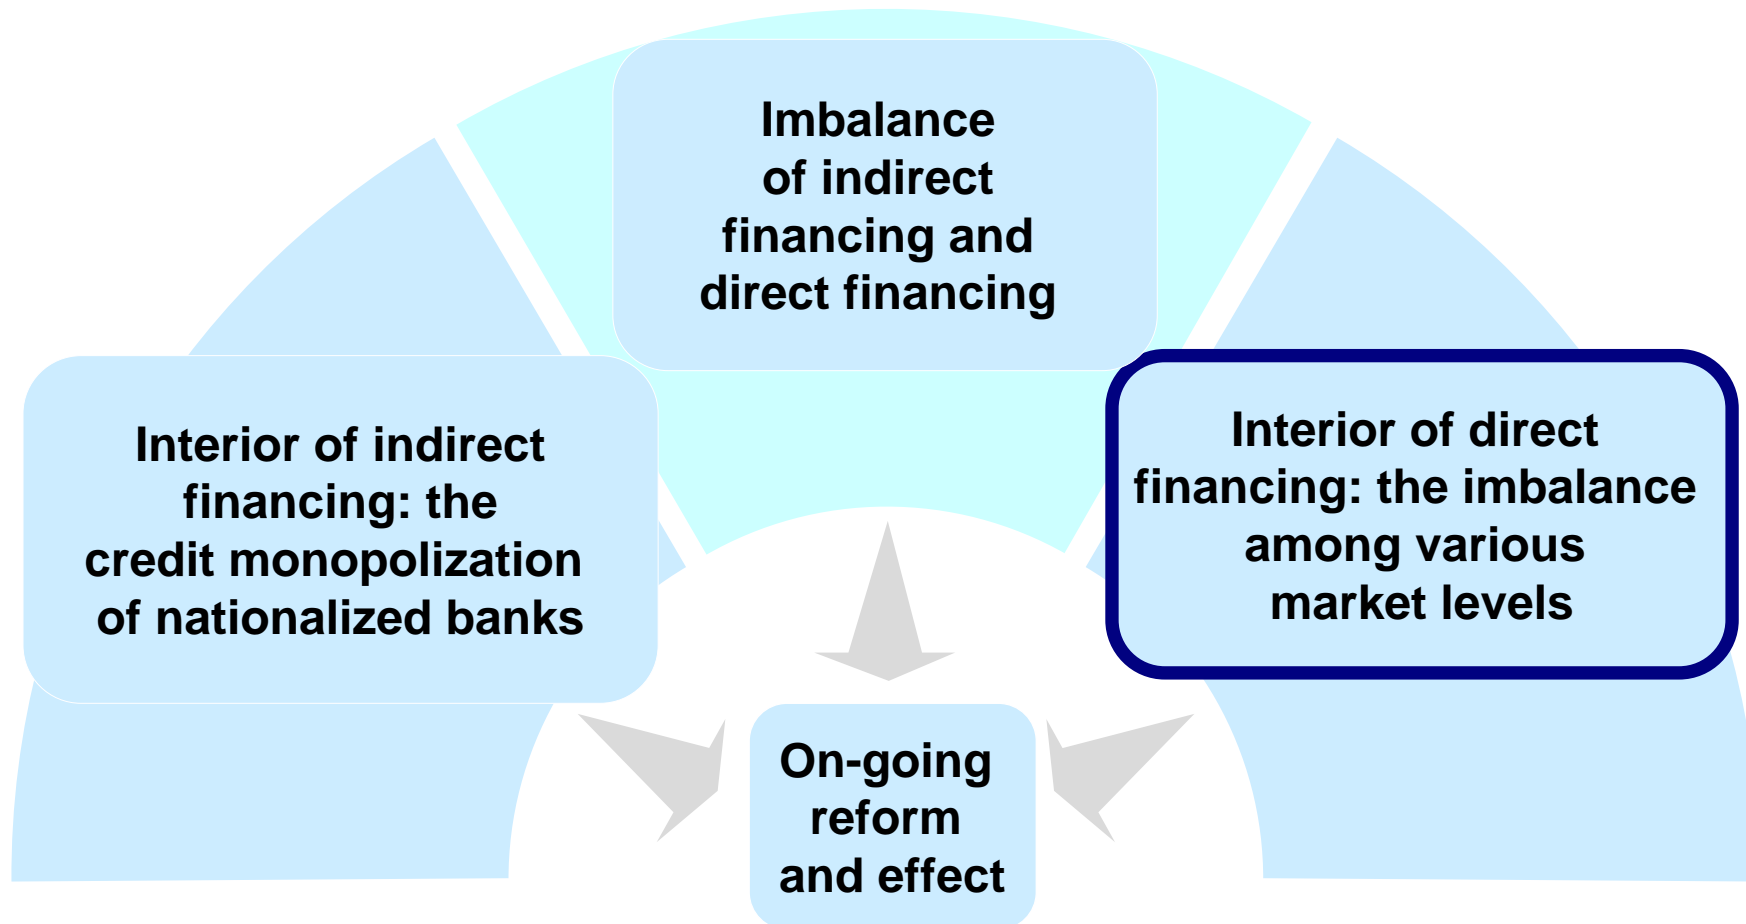 Imbalance
of indirect
financing and
direct financing
Interior of indirect
financing: the
credit monopolization
of nationalized banks
Interior of direct
financing: the imbalance
among various
market levels
On-going
reform
and effect